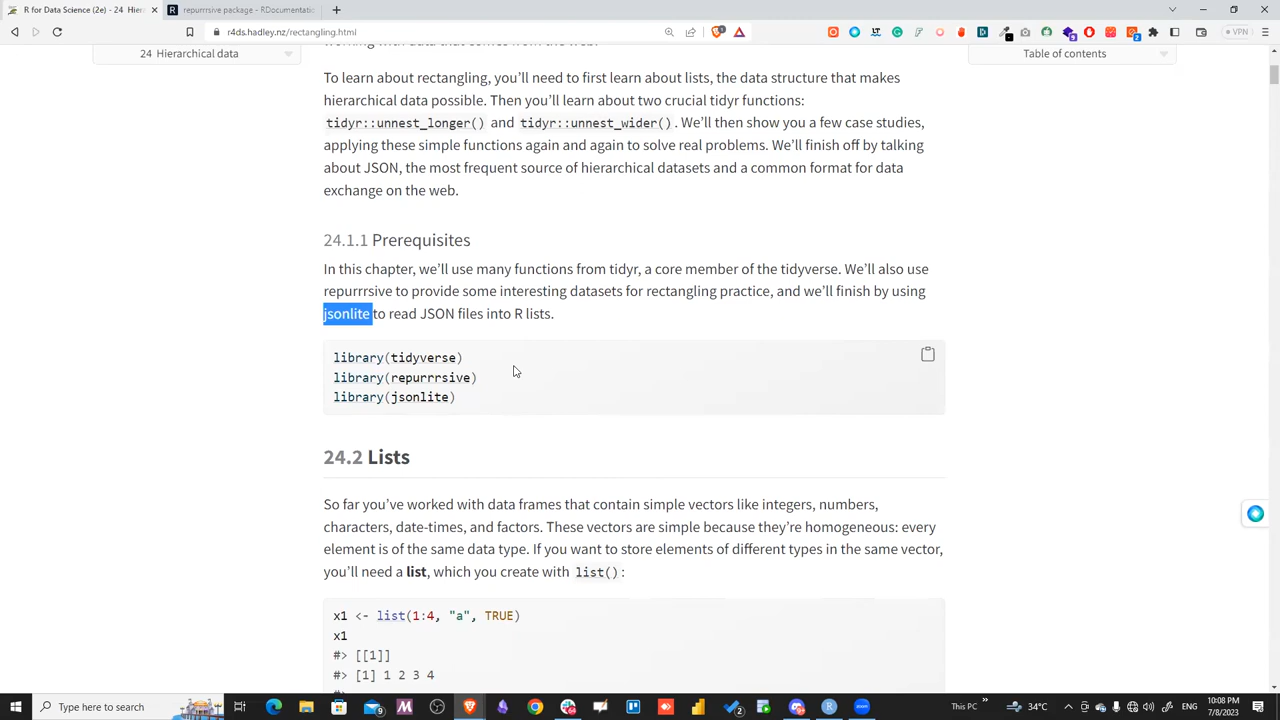 R for Data Science (2e) - 24 Hier
repurrrsive package - RDocumentatic
r4ds.hadley.nz/rectangling.html
VPN
working with data that comes from the web.
24 Hierarchical data
Table of contents
To learn about rectangling, you’ll need to first learn about lists, the data structure that makes
hierarchical data possible. Then you’ll learn about two crucial tidyr functions:
tidyr::unnest_longer() and tidyr::unnest_wider(). We’ll then show you a few case studies,
applying these simple functions again and again to solve real problems. We’ll finish off by talking
about JSON, the most frequent source of hierarchical datasets and a common format for data
exchange on the web.
24.1.1 Prerequisites
In this chapter, we’ll use many functions from tidyr, a core member of the tidyverse. We’ll also use
repurrrsive to provide some interesting datasets for rectangling practice, and we’ll finish by using
jsonlite to read JSON files into R lists.
library(tidyverse)
library(repurrrsive)
library(jsonlite)
24.2 Lists
So far you’ve worked with data frames that contain simple vectors like integers, numbers,
characters, date-times, and factors. These vectors are simple because they’re homogeneous: every
element is of the same data type. If you want to store elements of different types in the same vector,
you’ll need a list, which you create with list():
x1 <- list(1:4, "a", TRUE)
x1
#> [[1]]
#> [1] 1 2 3 4
#>
Type here to search
This PC
34°C
10:08 PM
7/8/2023